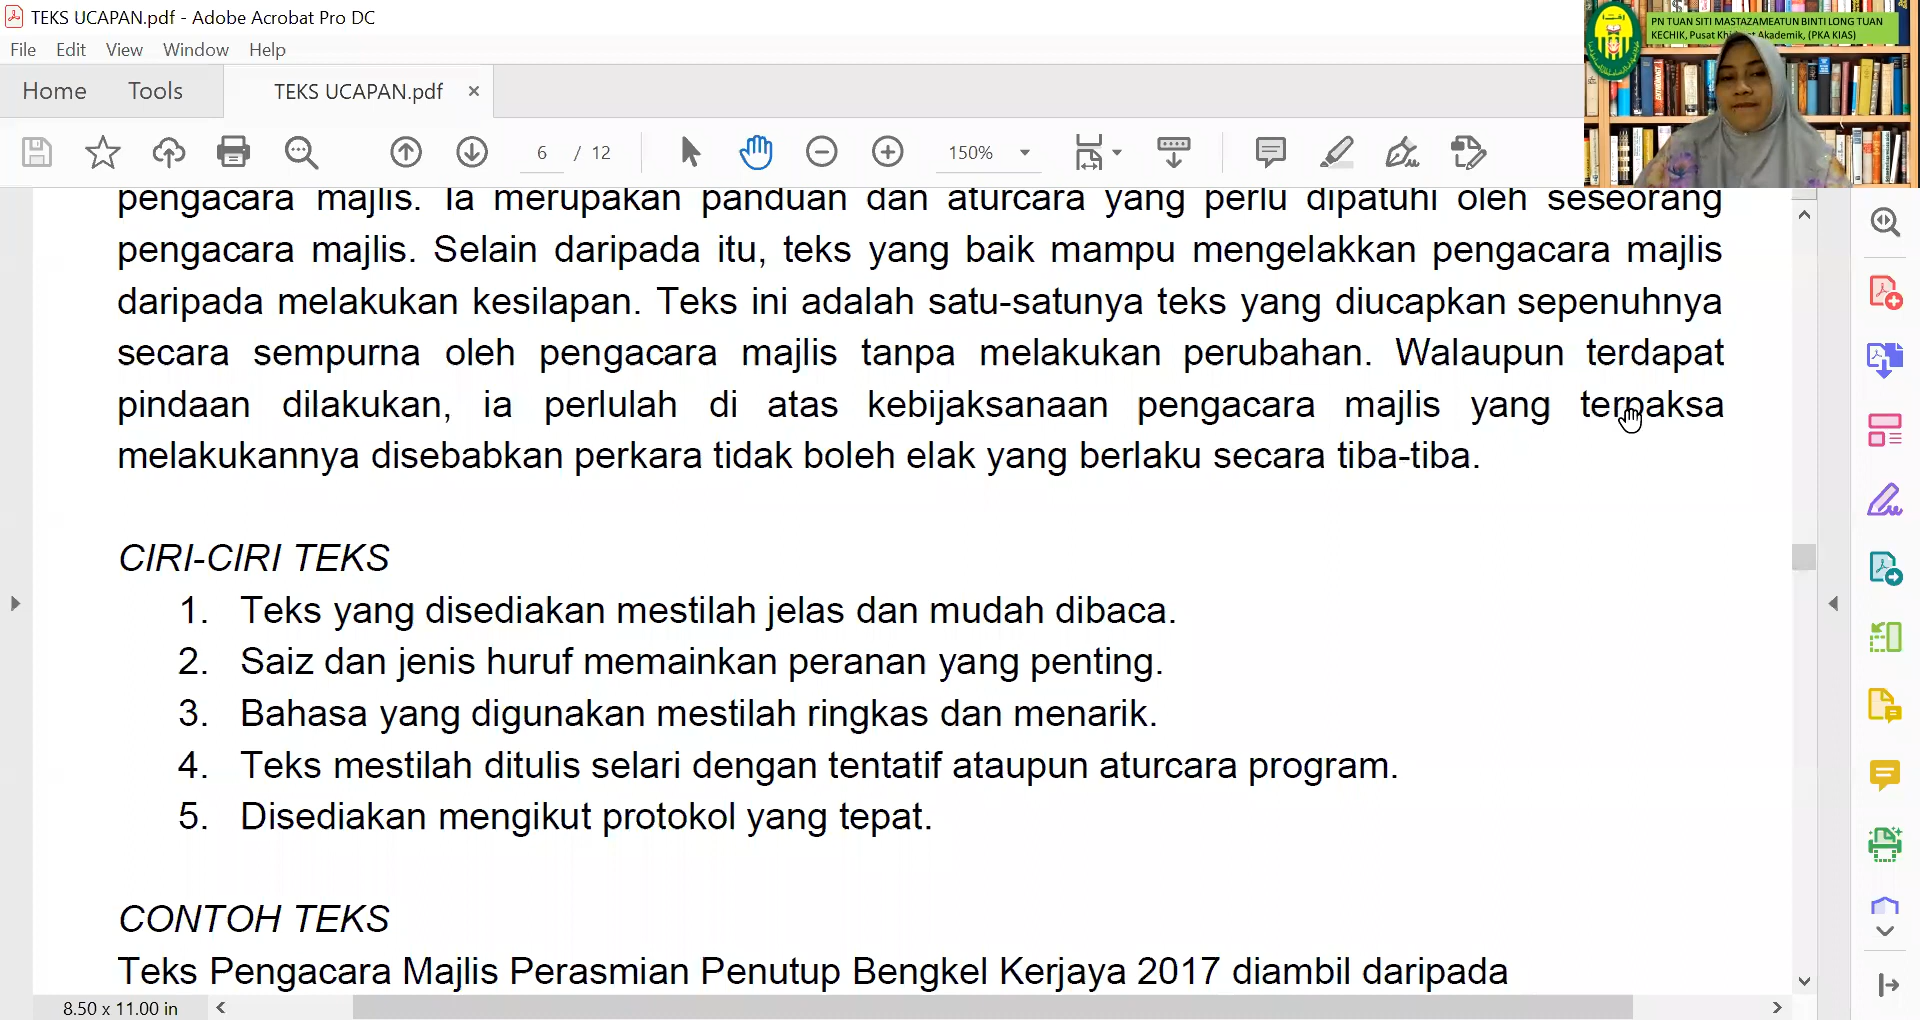 TEKS UCAPAN.pdf - Adobe Acrobat Pro DC
File Edit View Window Help
Home Tools TEKS UCAPAN.pdf ×
6 / 12 150%
PN TUAN SITI MASTAZAMEATUN BINTI LONG TUAN
KECHIK, Pusat Akademik, (PKA KIAS)
pengacara majlis. Ia merupakan panduan dan aturcara yang perlu dipatuhi oleh seseorang
pengacara majlis. Selain daripada itu, teks yang baik mampu mengelakkan pengacara majlis
daripada melakukan kesilapan. Teks ini adalah satu-satunya teks yang diucapkan sepenuhnya
secara sempurna oleh pengacara majlis tanpa melakukan perubahan. Walaupun terdapat
pindaan dilakukan, ia perlulah di atas kebijaksanaan pengacara majlis yang terpaksa
melakukannya disebabkan perkara tidak boleh elak yang berlaku secara tiba-tiba.
CIRI-CIRI TEKS
1. Teks yang disediakan mestilah jelas dan mudah dibaca.
2. Saiz dan jenis huruf memainkan peranan yang penting.
3. Bahasa yang digunakan mestilah ringkas dan menarik.
4. Teks mestilah ditulis selari dengan tentatif ataupun aturcara program.
5. Disediakan mengikut protokol yang tepat.
CONTOH TEKS
Teks Pengacara Majlis Perasmian Penutup Bengkel Kerjaya 2017 diambil daripada
8.50 x 11.00 in